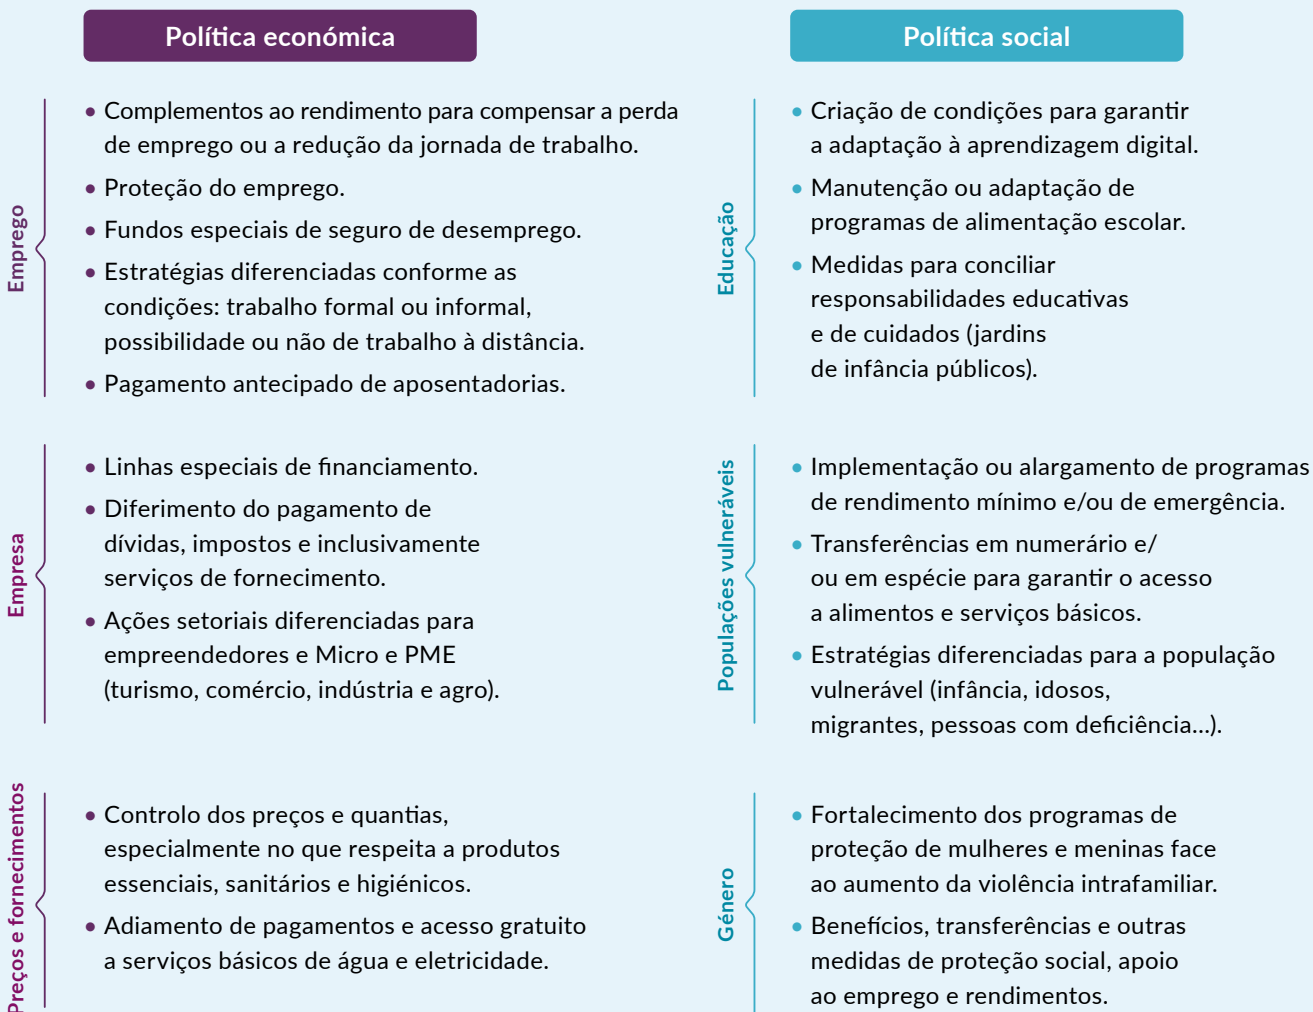 Política económica
Emprego
• Complementos ao rendimento para compensar a perda
de emprego ou a redução da jornada de trabalho.
• Proteção do emprego.
• Fundos especiais de seguro de desemprego.
• Estratégias diferenciadas conforme as
condições: trabalho formal ou informal,
possibilidade ou não de trabalho à distância.
• Pagamento antecipado de aposentadorias.
Empresa
• Linhas especiais de financiamento.
• Diferimento do pagamento de
dívidas, impostos e inclusivamente
serviços de fornecimento.
• Ações setoriais diferenciadas para
empreendedores e Micro e PME
(turismo, comércio, indústria e agro).
Preços e fornecimentos
• Controlo dos preços e quantias,
especialmente no que respeita a produtos
essenciais, sanitários e higiénicos.
• Adiamento de pagamentos e acesso gratuito
a serviços básicos de água e eletricidade.
Política social
Educação
• Criação de condições para garantir
a adaptação à aprendizagem digital.
• Manutenção ou adaptação de
programas de alimentação escolar.
• Medidas para conciliar
responsabilidades educativas
e de cuidados (jardins
de infância públicos).
Populações vulneráveis
• Implementação ou alargamento de programas
de rendimento mínimo e/ou de emergência.
• Transferências em numerário e/
ou em espécie para garantir o acesso
a alimentos e serviços básicos.
• Estratégias diferenciadas para a população
vulnerável (infância, idosos,
migrantes, pessoas com deficiência...).
Género
• Fortalecimento dos programas de
proteção de mulheres e meninas face
ao aumento da violência intrafamiliar.
• Benefícios, transferências e outras
medidas de proteção social, apoio
ao emprego e rendimentos.